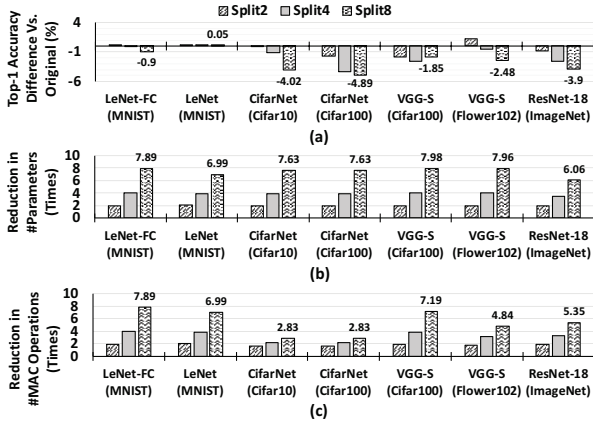 Split2 Split4 Split8
Top-1 Accuracy
Difference Vs.
Original (%)
4
-1
-6
-0.9
0.05
-4.02
-4.89
-1.85
-2.48
-3.9
LeNet-FC LeNet CifarNet CifarNet VGG-S VGG-S ResNet-18
(MNIST) (MNIST) (Cifar10) (Cifar100) (Cifar100) (Flower102) (ImageNet)
(a)
Reduction in
#Parameters
(Times)
10
8
6
4
2
0
7.89 6.99 7.63 7.63 7.98 7.96 6.06
LeNet-FC LeNet CifarNet CifarNet VGG-S VGG-S ResNet-18
(MNIST) (MNIST) (Cifar10) (Cifar100) (Cifar100) (Flower102) (ImageNet)
(b)
Reduction in
#MAC Operations
(Times)
10
8
6
4
2
0
7.89 6.99 2.83 2.83 7.19 4.84 5.35
LeNet-FC LeNet CifarNet CifarNet VGG-S VGG-S ResNet-18
(MNIST) (MNIST) (Cifar10) (Cifar100) (Cifar100) (Flower102) (ImageNet)
(c)